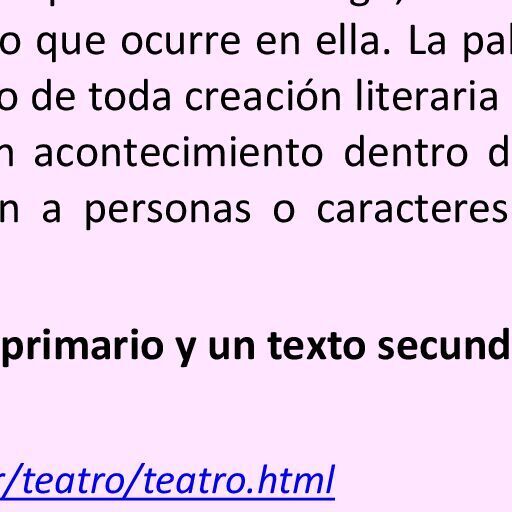 o que ocurre en ella. La pal
o de toda creación literaria
n acontecimiento dentro d
n a personas o caracteres
primario y un texto secund
r/teatro/teatro.html